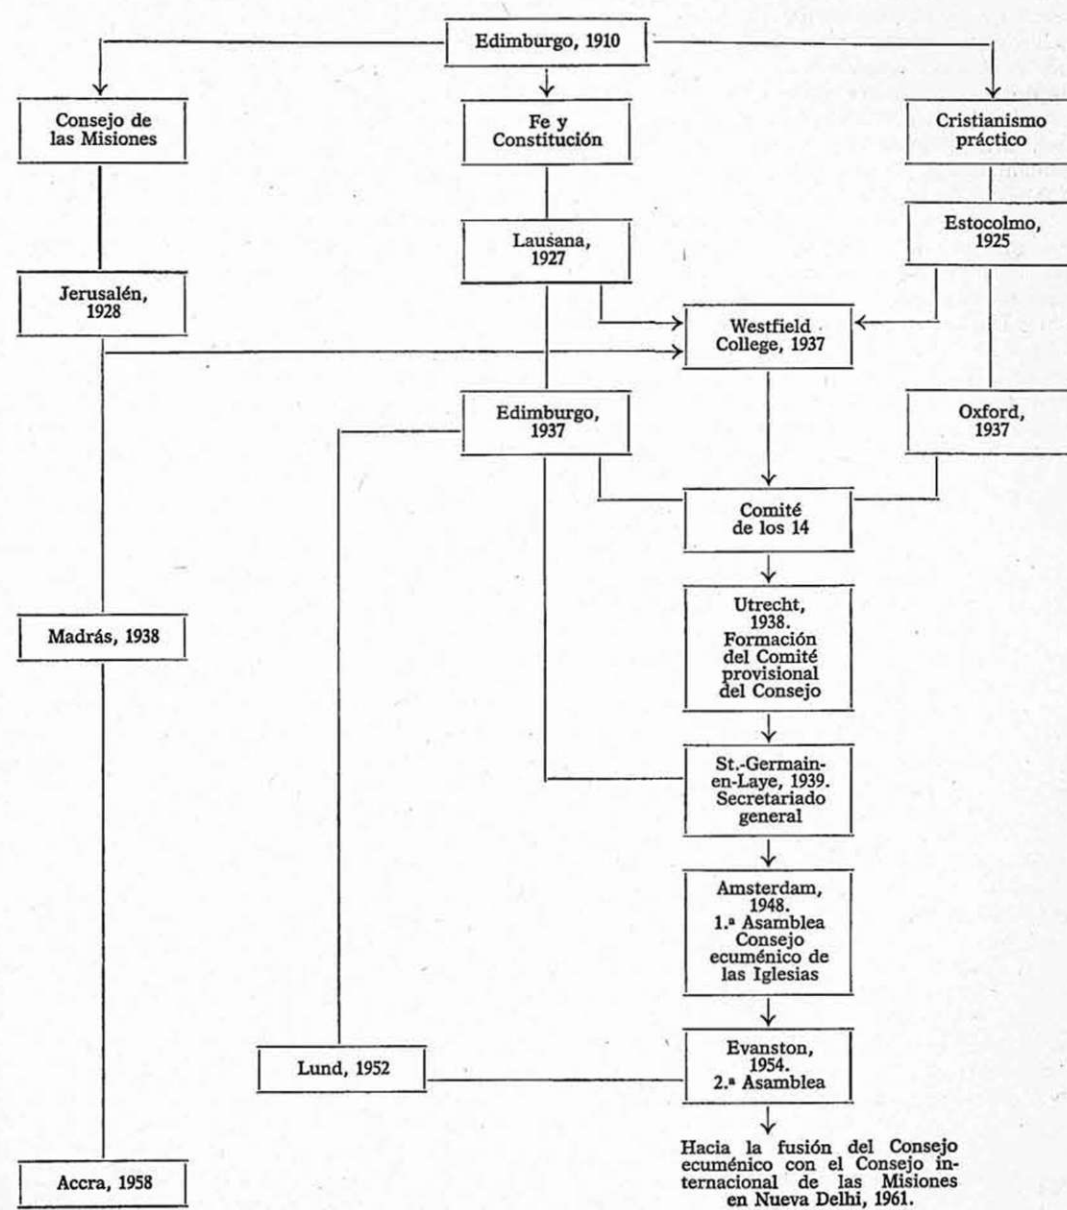 Edimburgo, 1910
Consejo de
las Misiones
Fe y
Constitución
Cristianismo
práctico
Lausana,
1927
Estocolmo,
1925
Jerusalén,
1928
Westfield
College, 1937
Edimburgo,
1937
Oxford,
1937
Comité
de los 14
Utrecht,
1938.
Formación
del Comité
provisional
del Consejo
Madrás, 1938
St.-Germain-
en-Laye, 1939.
Secretariado
general
Amsterdam,
1948.
1.ª Asamblea
Consejo
ecuménico de
las Iglesias
Lund, 1952
Evanston,
1954.
2.ª Asamblea
Accra, 1958
Hacia la fusión del Consejo
ecuménico con el Consejo in-
ternacional de las Misiones
en Nueva Delhi, 1961.